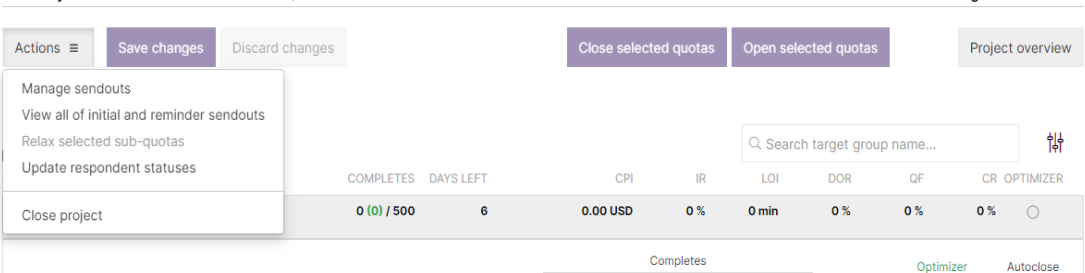 Actions ≡ Save changes Discard changes Close selected quotas Open selected quotas Project overview
Manage sendouts
View all of initial and reminder sendouts
Relax selected sub-quotas
Update respondent statuses
Close project
Search target group name...
COMPLETES DAYS LEFT CPI IR LOI DOR QF CR OPTIMIZER
0 (0) / 500 6 0.00 USD 0 % 0 min 0 % 0 % 0 %
Completes
Optimizer Autoclose